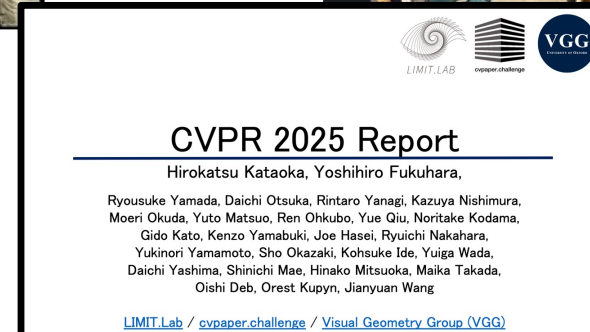 LIMIT.LAB
cvpaper.challenge
VGG
UNIVERSITY OF OXFORD
CVPR 2025 Report
Hirokatsu Kataoka, Yoshihiro Fukuhara,
Ryousuke Yamada, Daichi Otsuka, Rintaro Yanagi, Kazuya Nishimura,
Moeri Okuda, Yuto Matsuo, Ren Ohkubo, Yue Qiu, Noritake Kodama,
Gido Kato, Kenzo Yamabuki, Joe Hasei, Ryuichi Nakahara,
Yukinori Yamamoto, Sho Okazaki, Kohsuke Ide, Yuiga Wada,
Daichi Yashima, Shinichi Mae, Hinako Mitsuoka, Maika Takada,
Oishi Deb, Orest Kupyn, Jianyuan Wang
LIMIT.Lab / cvpaper.challenge / Visual Geometry Group (VGG)